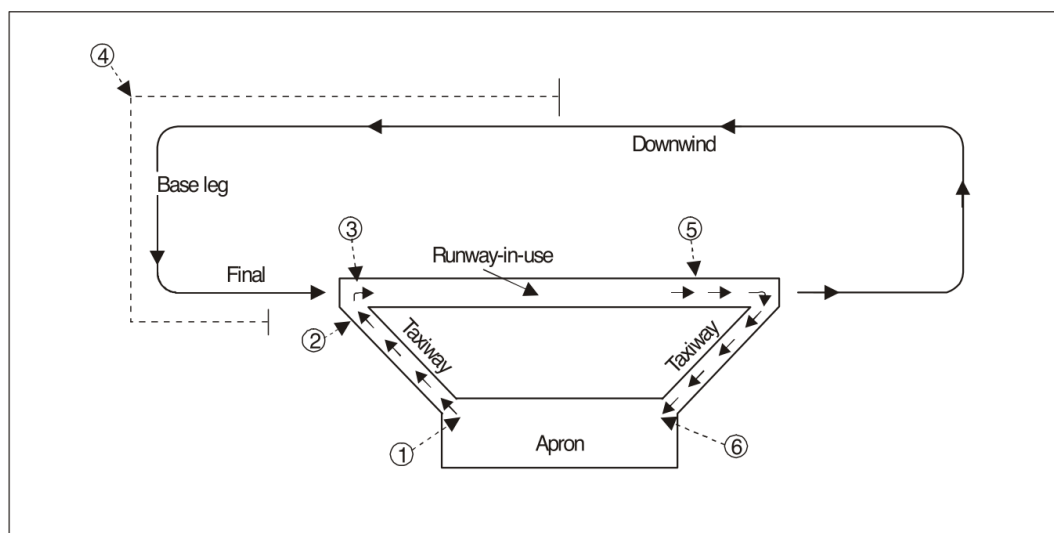 ④
Downwind
Base leg
③
⑤
Runway-in-use
Final
②
Taxiway
Taxiway
①
Apron
⑥